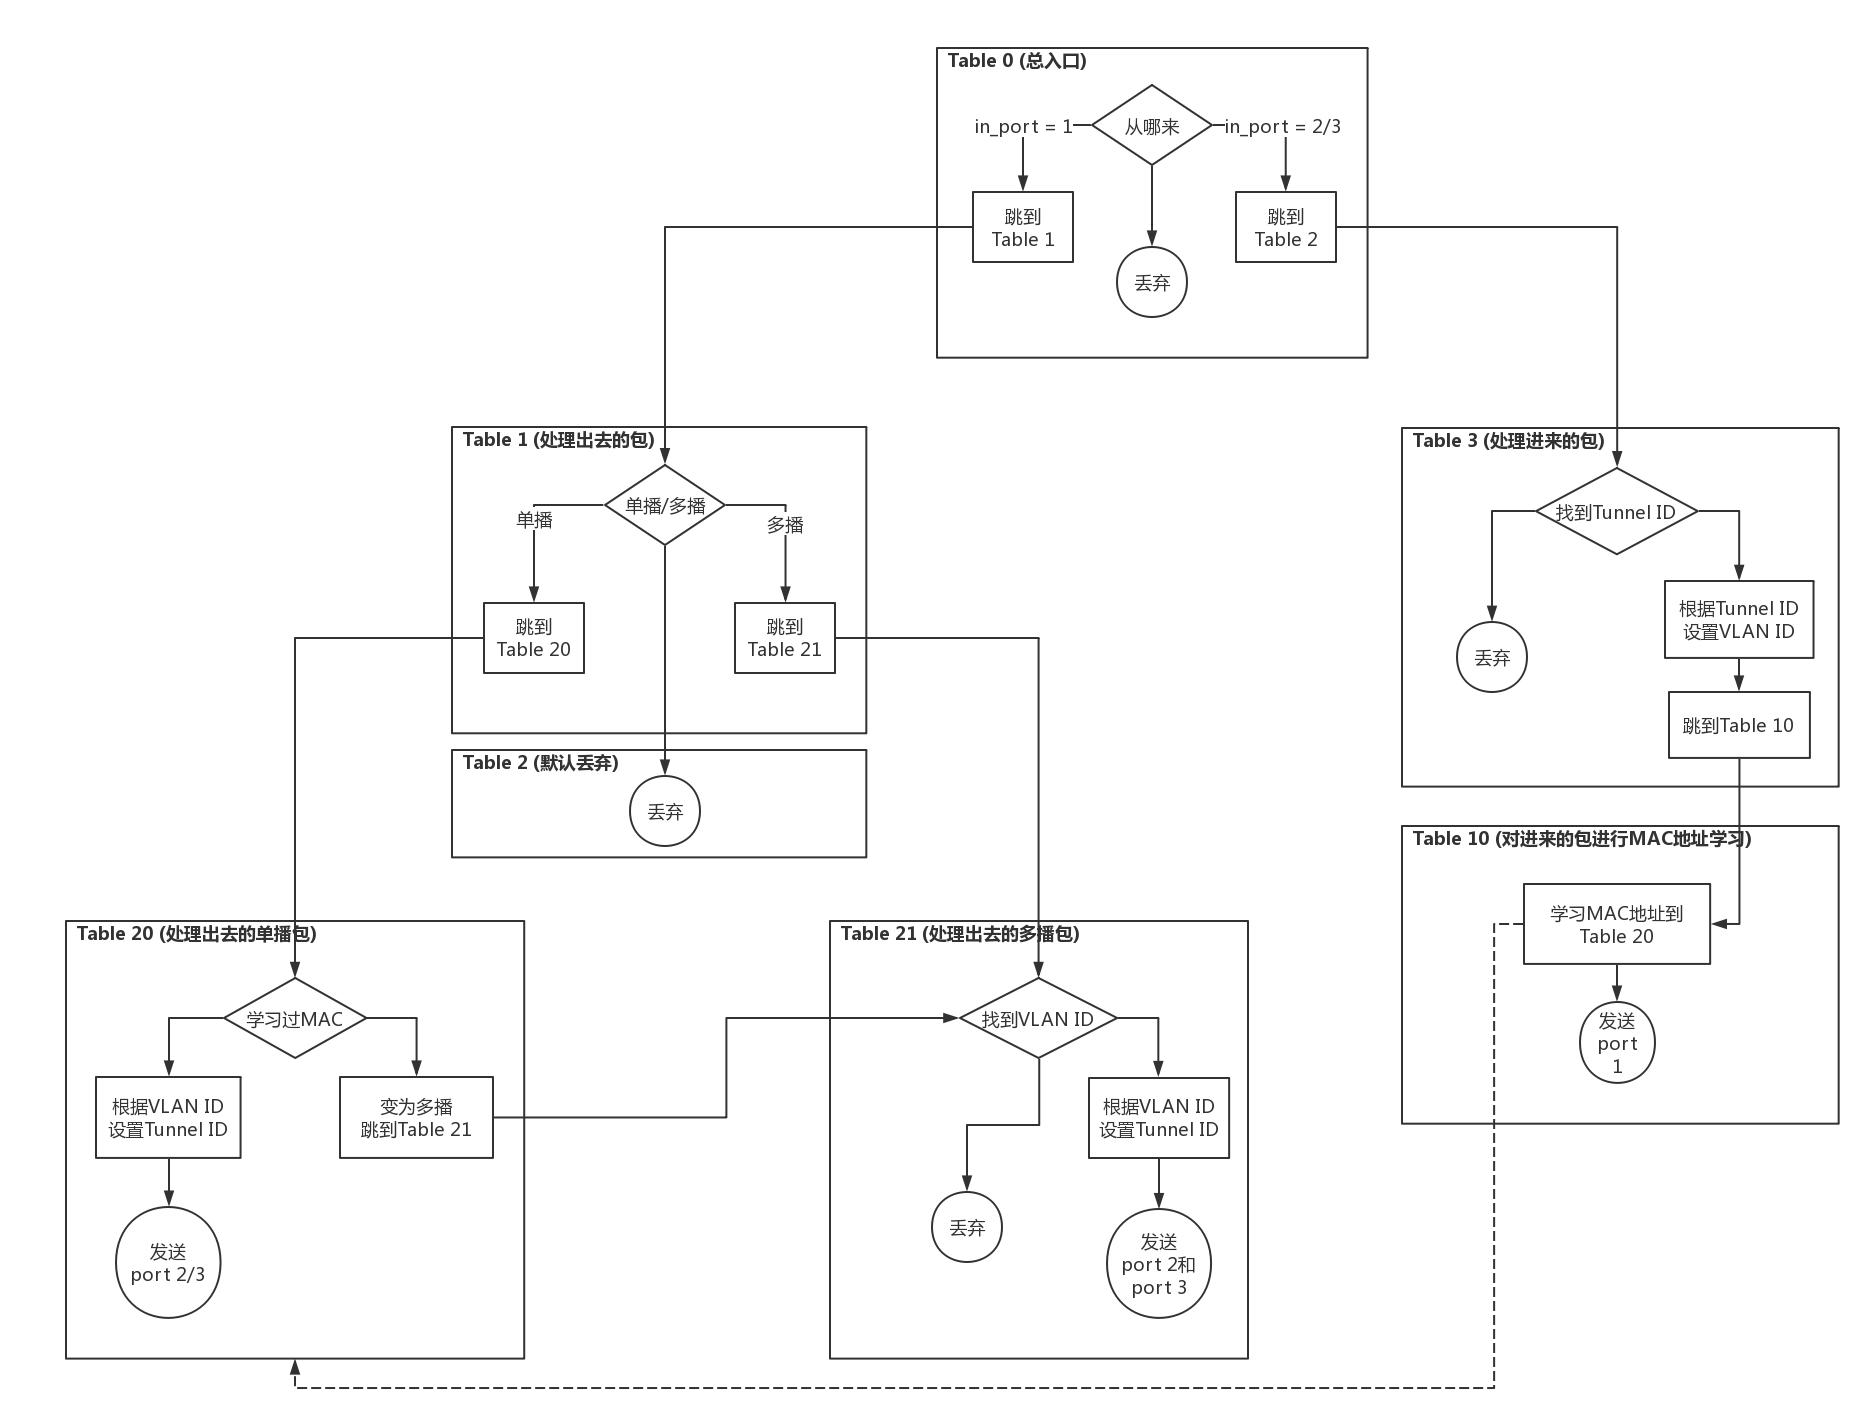 Table 0 (总入口)
从哪来
in_port = 1
in_port = 2/3
跳到
Table 1
跳到
Table 2
丢弃
Table 1 (处理出去的包)
单播/多播
单播
多播
跳到
Table 20
跳到
Table 21
Table 2 (默认丢弃)
丢弃
Table 3 (处理进来的包)
找到Tunnel ID
根据Tunnel ID
设置VLAN ID
丢弃
跳到Table 10
Table 10 (对进来的包进行MAC地址学习)
学习MAC地址到
Table 20
发送
port
1
Table 20 (处理出去的单播包)
学习过MAC
根据VLAN ID
设置Tunnel ID
变为多播
跳到Table 21
发送
port 2/3
Table 21 (处理出去的多播包)
找到VLAN ID
根据VLAN ID
设置Tunnel ID
丢弃
发送
port 2和
port 3